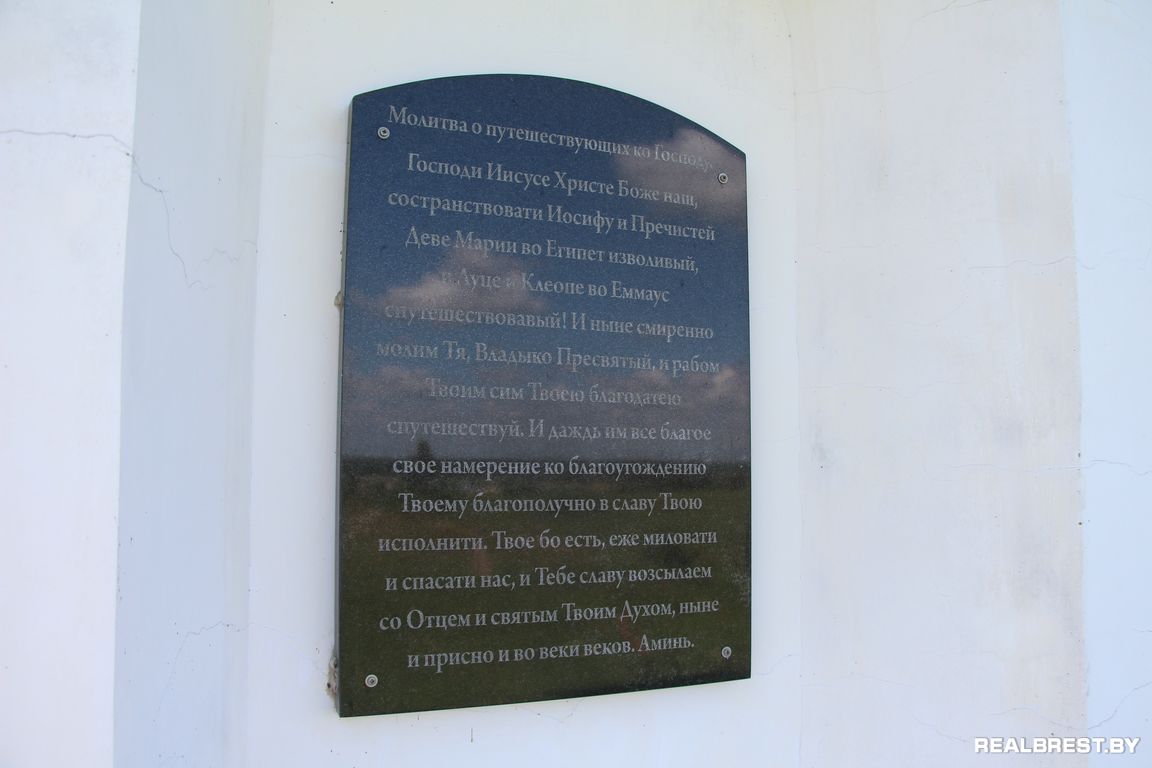 Молитва о путешествующих ко Господу.
Господи Иисусе Христе Боже наш,
состранствовати Иосифу и Пречистей
Деве Марии во Египет изволивый,
и Луце и Клеопе во Еммаус
спутешествовавый! И ныне смиренно
молим Тя, Владыко Пресвятый, и рабом
Твоим сим Твоею благодатею
спутешествуй. И даждь им все благое
свое намерение ко благоугождению
Твоему благополучно в славу Твою
исполнити. Твое бо есть, еже миловати
и спасати нас, и Тебе славу возсылаем
со Отцем и святым Твоим Духом, ныне
и присно и во веки веков. Аминь.
REALBREST.BY